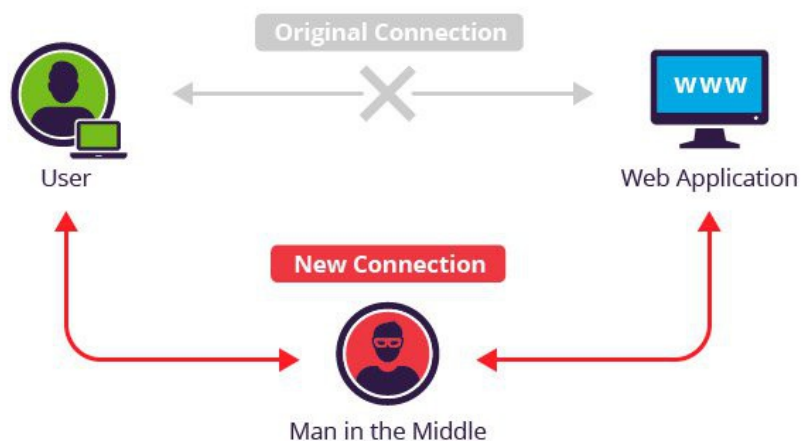 Original Connection
www
User
Web Application
New Connection
Man in the Middle